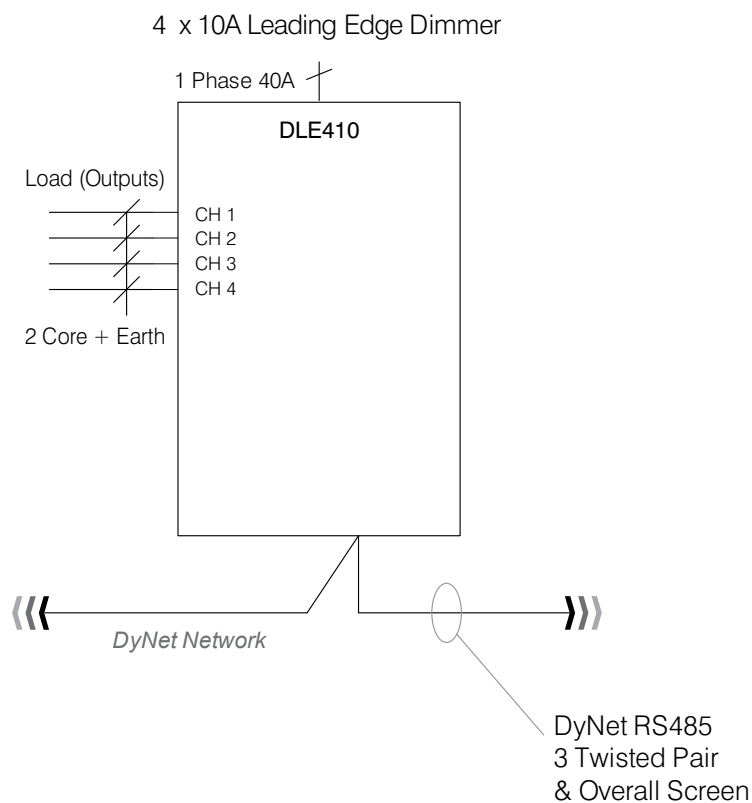 4 x 10A Leading Edge Dimmer
1 Phase 40A
DLE410
Load (Outputs)
CH 1
CH 2
CH 3
CH 4
2 Core + Earth
DyNet Network
DyNet RS485
3 Twisted Pair
& Overall Screen